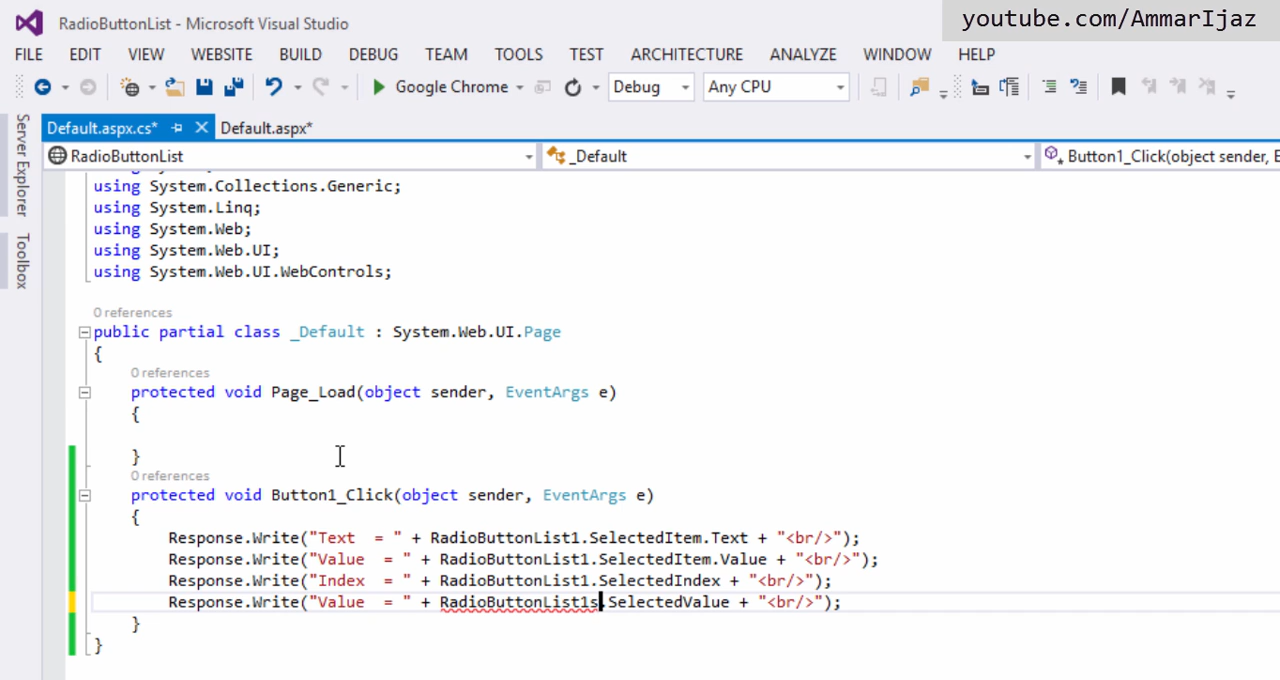 RadioButtonList - Microsoft Visual Studio
youtube.com/AmmarIjaz
FILE EDIT VIEW WEBSITE BUILD DEBUG TEAM TOOLS TEST ARCHITECTURE ANALYZE WINDOW HELP
Google Chrome Debug Any CPU
Server Explorer
Toolbox
Default.aspx.cs* Default.aspx*
RadioButtonList _Default Button1_Click(object sender, E
using System.Collections.Generic;
using System.Linq;
using System.Web;
using System.Web.UI;
using System.Web.UI.WebControls;
0 references
public partial class _Default : System.Web.UI.Page
{
0 references
protected void Page_Load(object sender, EventArgs e)
{
}
0 references
protected void Button1_Click(object sender, EventArgs e)
{
Response.Write("Text  = " + RadioButtonList1.SelectedItem.Text + "<br/>");
Response.Write("Value  = " + RadioButtonList1.SelectedItem.Value + "<br/>");
Response.Write("Index  = " + RadioButtonList1.SelectedIndex + "<br/>");
Response.Write("Value  = " + RadioButtonList1s.SelectedValue + "<br/>");
}
}